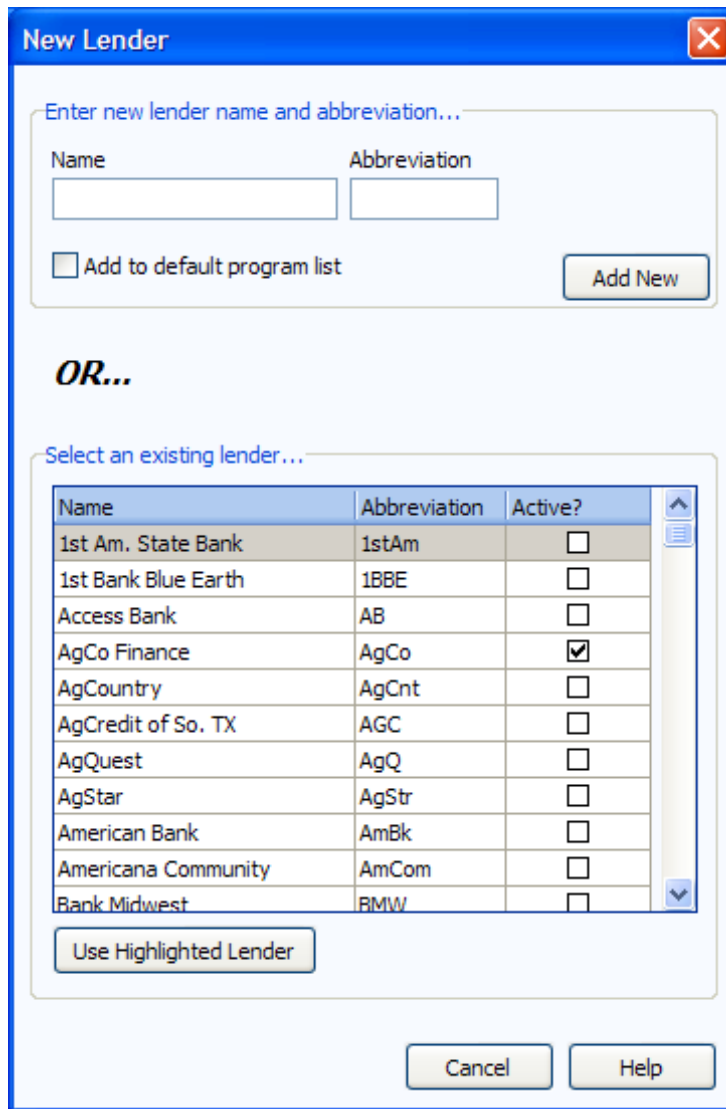 New Lender
Enter new lender name and abbreviation...
Name Abbreviation
Add to default program list
Add New
OR...
Select an existing lender...
Name Abbreviation Active?
1st Am. State Bank 1stAm
1st Bank Blue Earth 1BBE
Access Bank AB
AgCo Finance AgCo
AgCountry AgCnt
AgCredit of So. TX AGC
AgQuest AgQ
AgStar AgStr
American Bank AmBk
Americana Community AmCom
Bank Midwest BMW
Use Highlighted Lender
Cancel Help